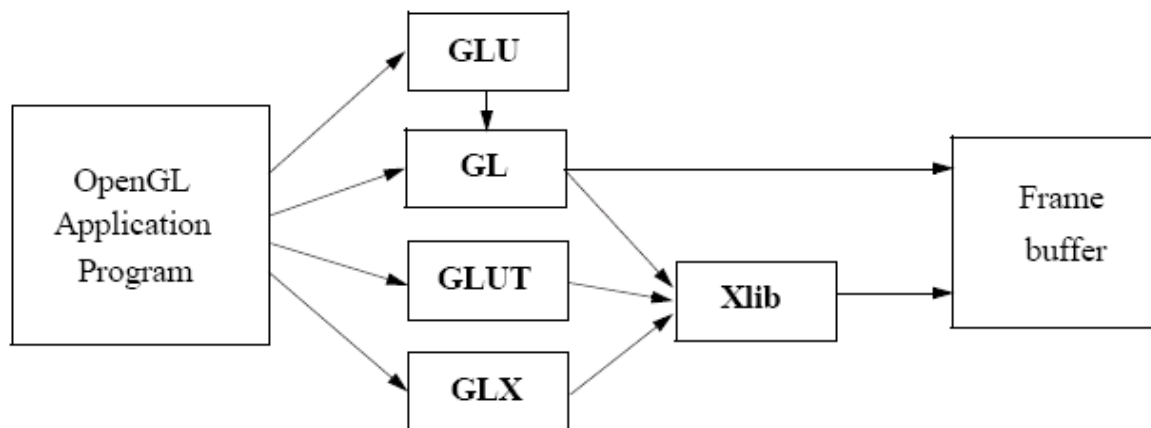 GLU
OpenGL
Application
Program
GL
GLUT
GLX
Xlib
Frame
buffer